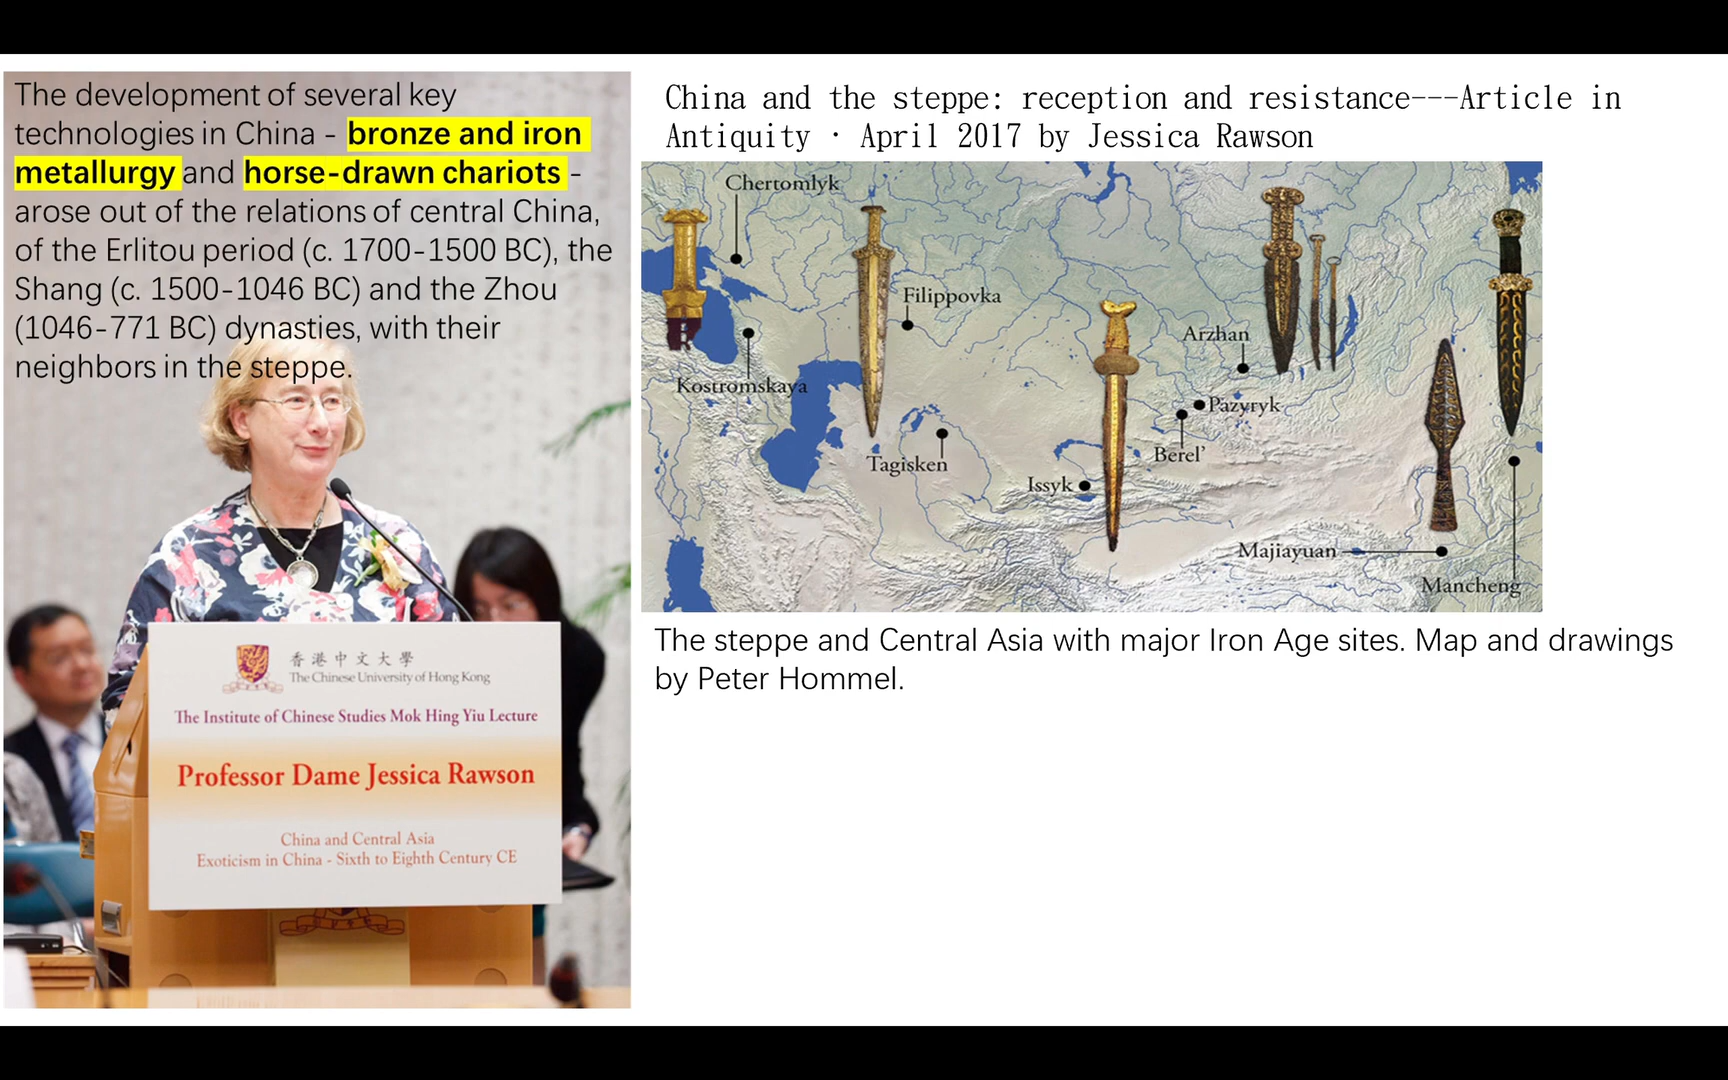 The development of several key
technologies in China - bronze and iron
metallurgy and horse-drawn chariots -
arose out of the relations of central China,
of the Erlitou period (c. 1700-1500 BC), the
Shang (c. 1500-1046 BC) and the Zhou
(1046-771 BC) dynasties, with their
neighbors in the steppe.
香港中文大學
The Chinese University of Hong Kong
The Institute of Chinese Studies Mok Hing Yiu Lecture
Professor Dame Jessica Rawson
China and Central Asia
Exoticism in China - Sixth to Eighth Century CE
China and the steppe: reception and resistance---Article in
Antiquity · April 2017 by Jessica Rawson
Chertomlyk
Filippovka
Arzhan
Kostromskaya
Pazyryk
Berel’
Tagisken
Issyk
Majiayuan
Mancheng
The steppe and Central Asia with major Iron Age sites. Map and drawings
by Peter Hommel.